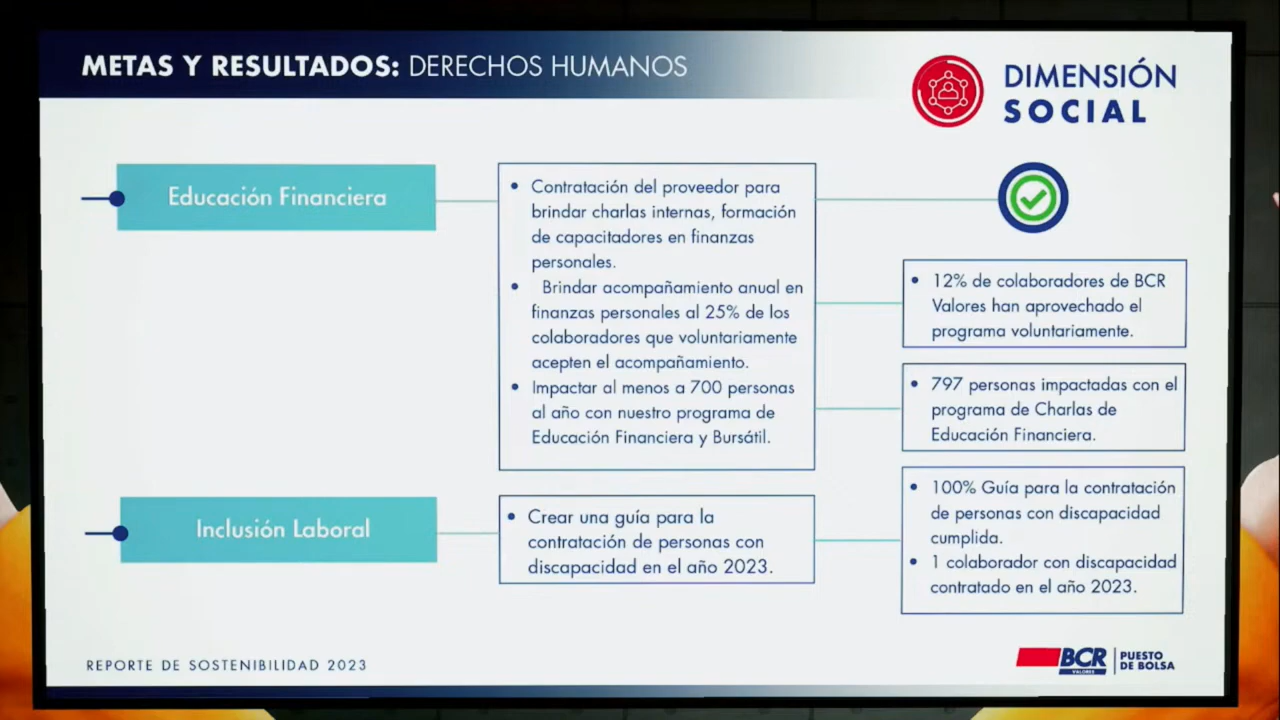 METAS Y RESULTADOS: DERECHOS HUMANOS
DIMENSIÓN
SOCIAL
Educación Financiera
• Contratación del proveedor para
brindar charlas internas, formación
de capacitadores en finanzas
personales.
• Brindar acompañamiento anual en
finanzas personales al 25% de los
colaboradores que voluntariamente
acepten el acompañamiento.
• Impactar al menos a 700 personas
al año con nuestro programa de
Educación Financiera y Bursátil.
• 12% de colaboradores de BCR
Valores han aprovechado el
programa voluntariamente.
• 797 personas impactadas con el
programa de Charlas de
Educación Financiera.
Inclusión Laboral
• Crear una guía para la
contratación de personas con
discapacidad en el año 2023.
• 100% Guía para la contratación
de personas con discapacidad
cumplida.
• 1 colaborador con discapacidad
contratado en el año 2023.
REPORTE DE SOSTENIBILIDAD 2023
BCR
VALORES
PUESTO
DE BOLSA